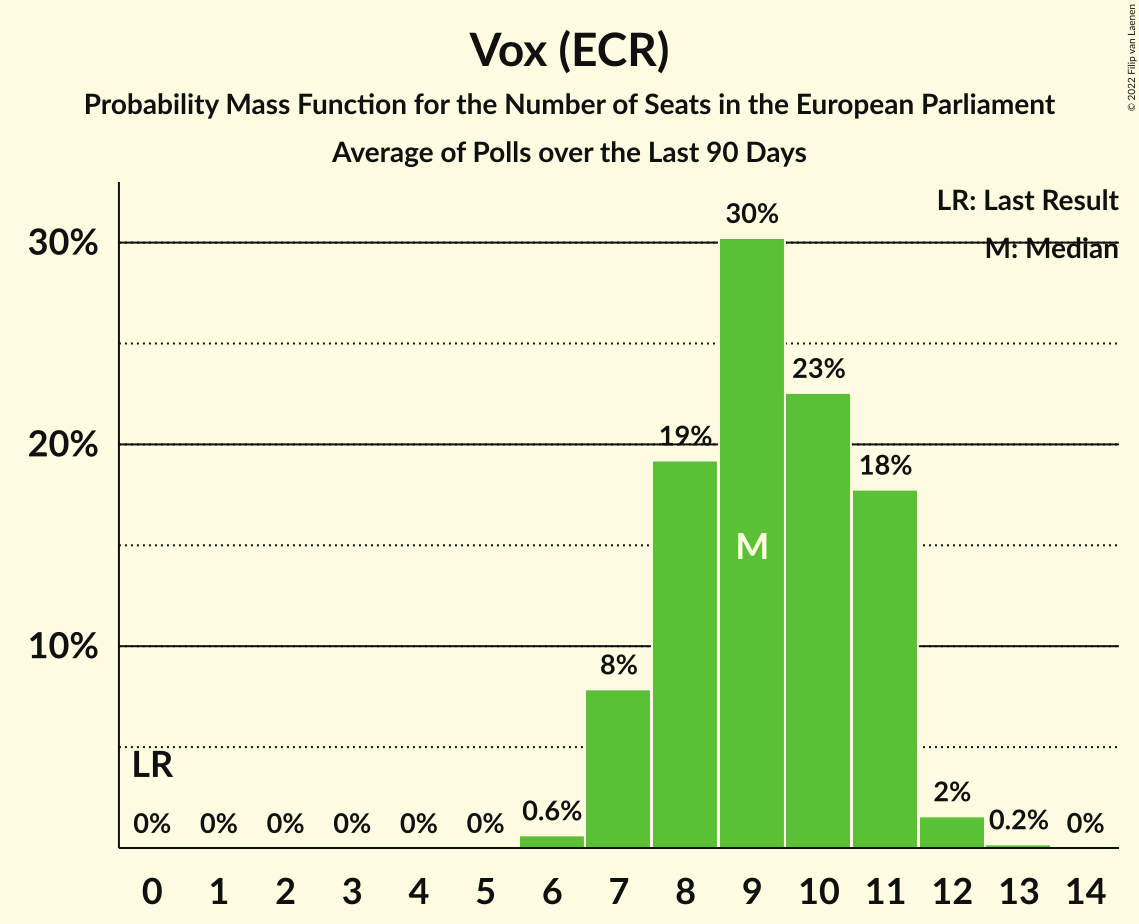 Vox (ECR)
Probability Mass Function for the Number of Seats in the European Parliament
Average of Polls over the Last 90 Days
© 2022 Filip van Laenen
LR: Last Result
M: Median
30%
20%
10%
LR
M
0% 0% 0% 0% 0% 0% 0.6% 8% 19% 30% 23% 18% 2% 0.2% 0%
0 1 2 3 4 5 6 7 8 9 10 11 12 13 14